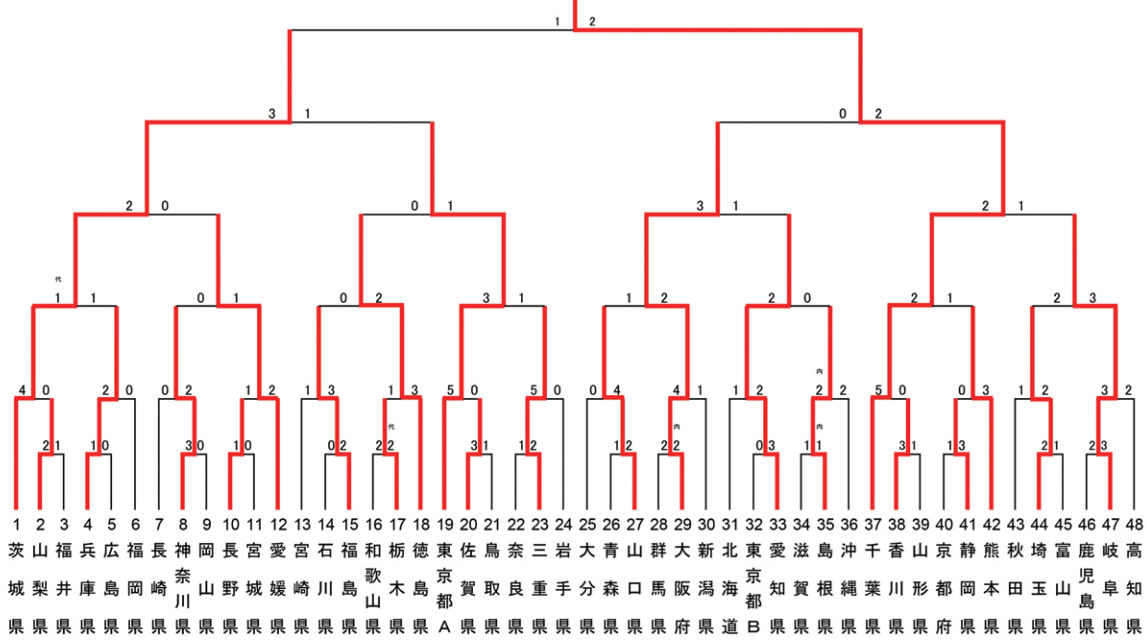 1 2
3 1 0 2
2 0 0 1 3 1 2 1
代
1 1 0 1 0 2 3 1 1 2 2 0 2 1 2 3
内
4 0 2 0 0 2 1 2 1 3 1 3 5 0 5 0 0 4 4 1 1 2 2 2 5 0 0 3 1 2 3 2
代 内 内
2 1 1 0 3 0 1 0 0 2 2 2 3 1 1 2 1 2 2 2 0 3 1 1 3 1 1 3 2 1 2 3
1 2 3 4 5 6 7 8 9 10 11 12 13 14 15 16 17 18 19 20 21 22 23 24 25 26 27 28 29 30 31 32 33 34 35 36 37 38 39 40 41 42 43 44 45 46 47 48
茨城県
山梨県
福井県
兵庫県
広島県
福岡県
長崎県
神奈川県
岡山県
長野県
宮城県
愛媛県
宮崎県
石川県
福島県
和歌山県
栃木県
徳島県
東京都A
佐賀県
鳥取県
奈良県
三重県
岩手県
大分県
青森県
山口県
群馬県
大阪府
新潟県
北海道
東京都B
愛知県
滋賀県
島根県
沖縄県
千葉県
香川県
山形県
京都府
静岡県
熊本県
秋田県
埼玉県
富山県
鹿児島県
岐阜県
高知県